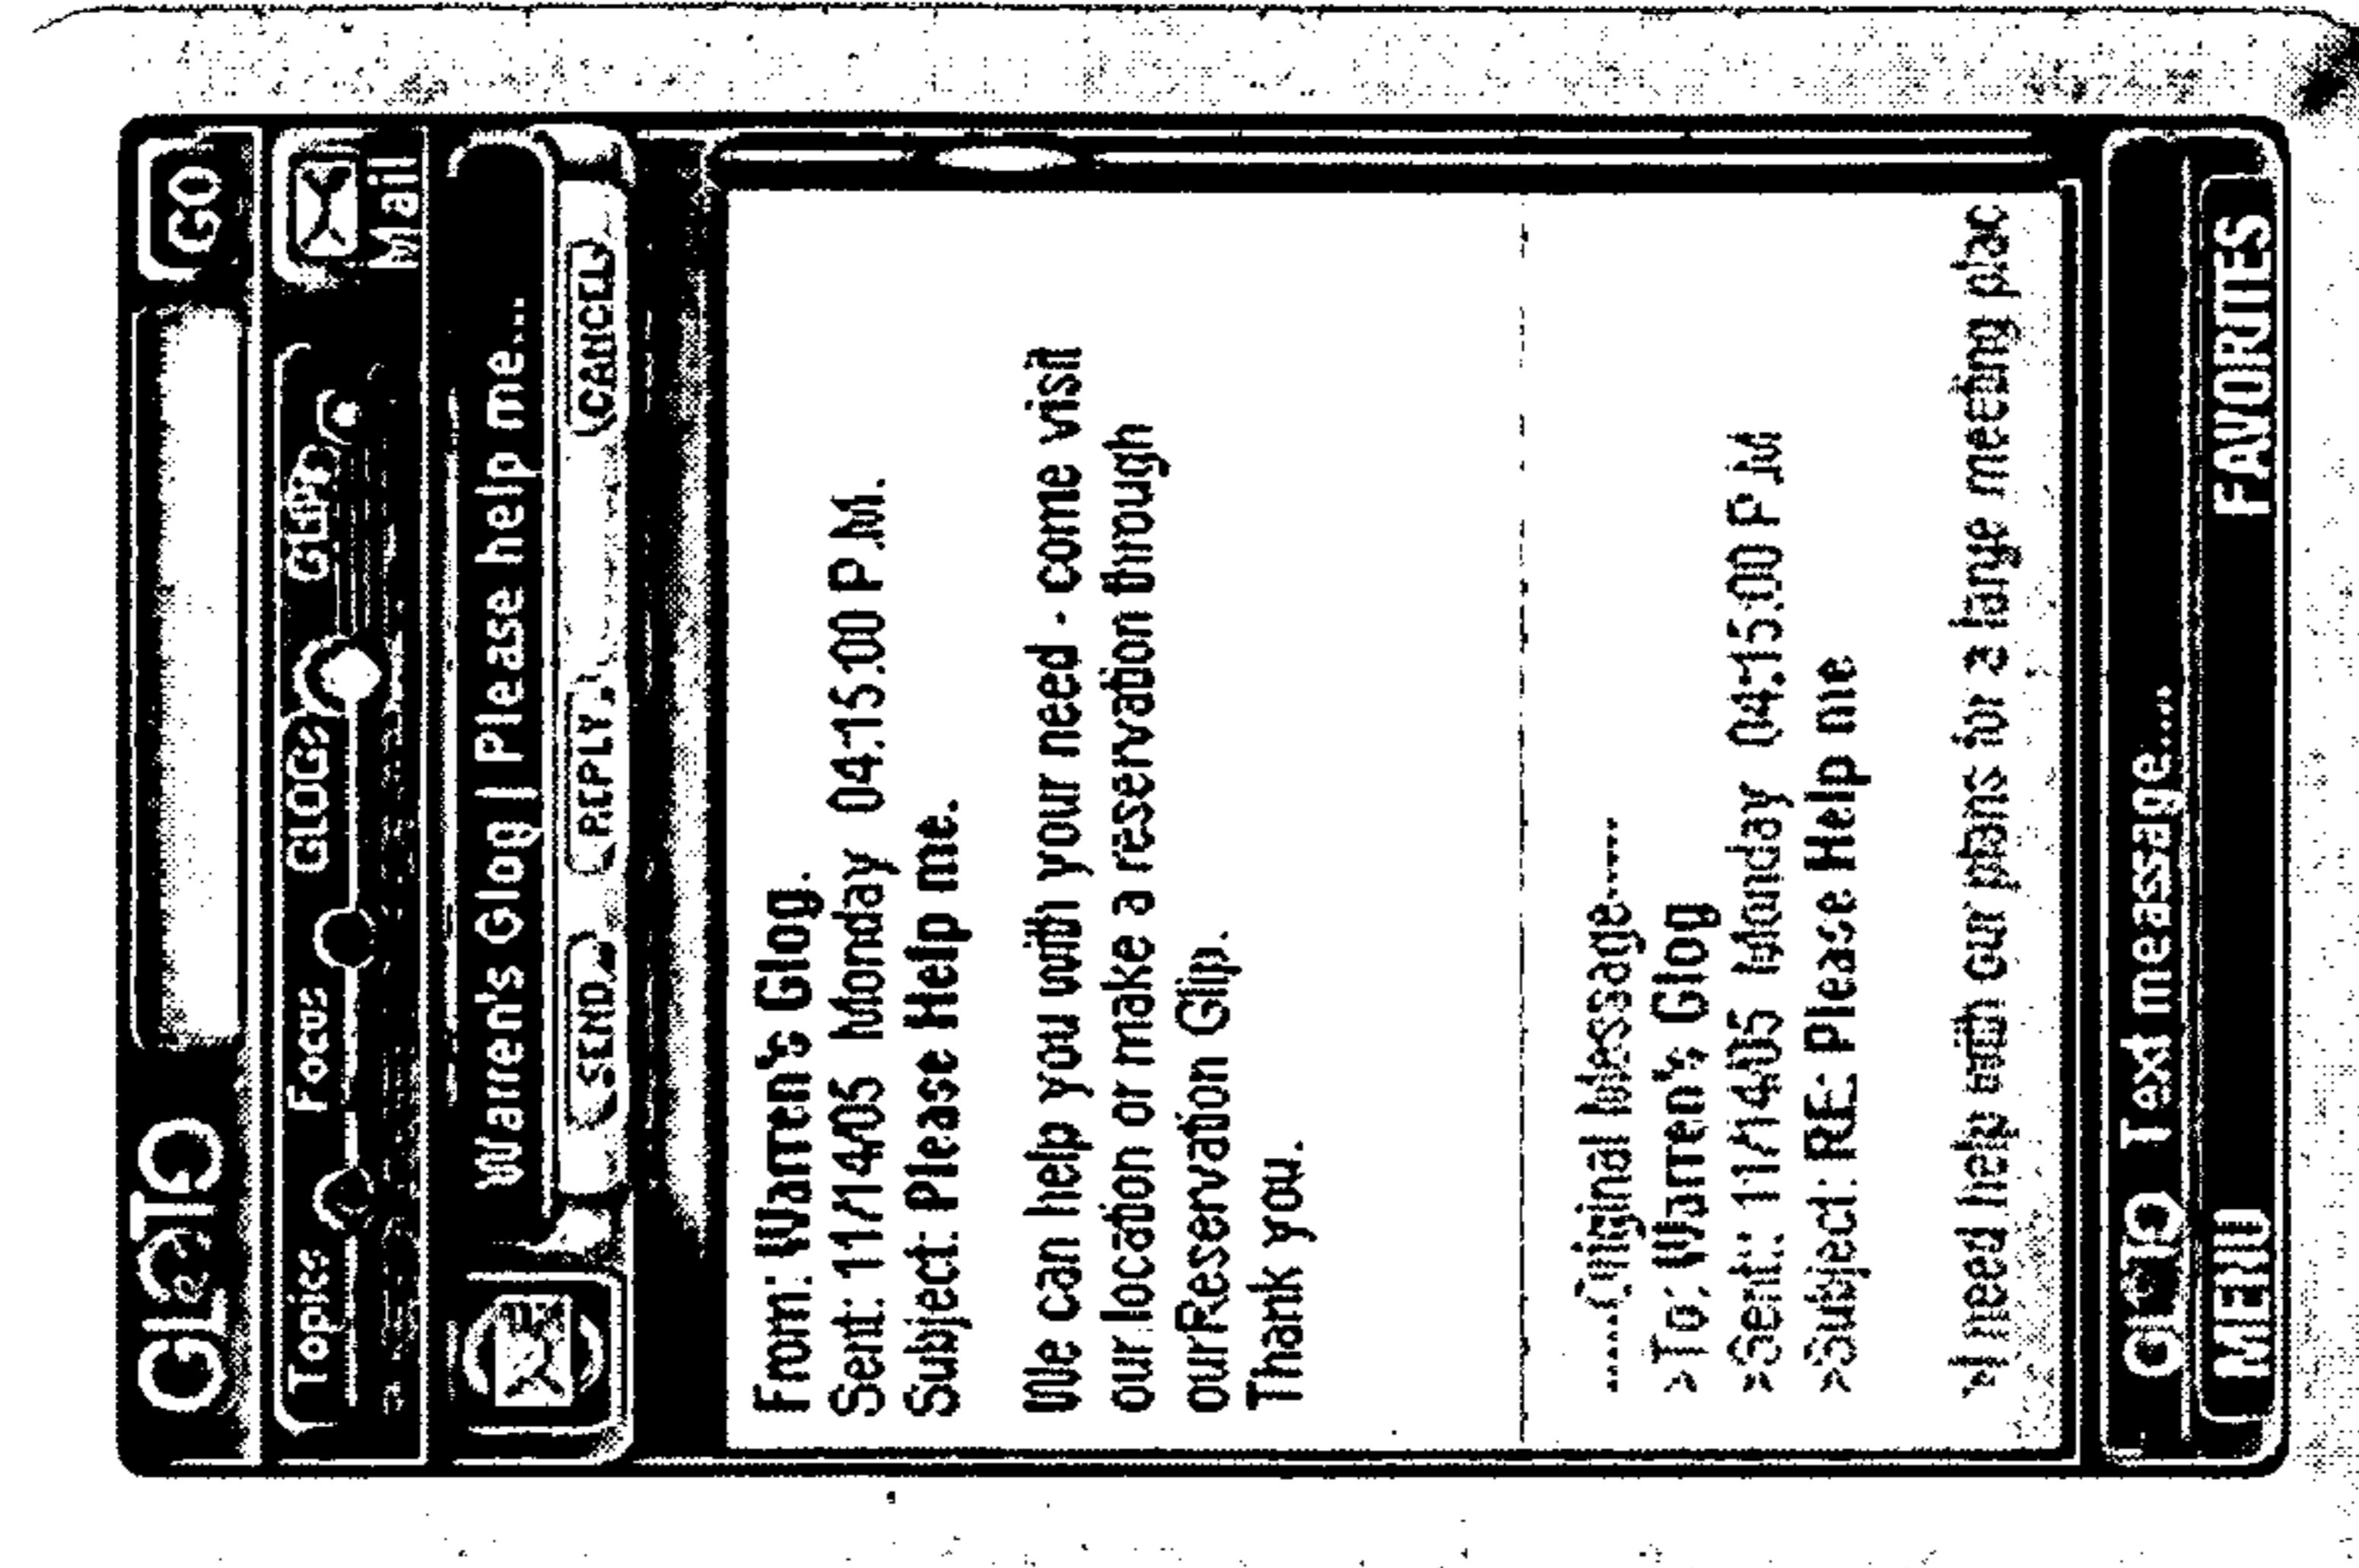 GLOTO GO
Topics Focus GLOGs GLIPs Mail
Warren's Glog | Please help me...
SEND REPLY CANCEL
From: Warren's Glog.
Sent: 11/14/05 Monday 04:15:00 P.M.
Subject: Please Help me.
We can help you with your need - come visit
our location or make a reservation through
ourReservation Glip.
Thank you.
-----Original Message-----
>To: Warren's Glog
>Sent: 11/14/05 Monday 04:15:00 P.M
>Subject: RE: Please Help me
>I need help with our plans for a large meeting plac
GLOTO Text meassage....
MENU FAVORITES